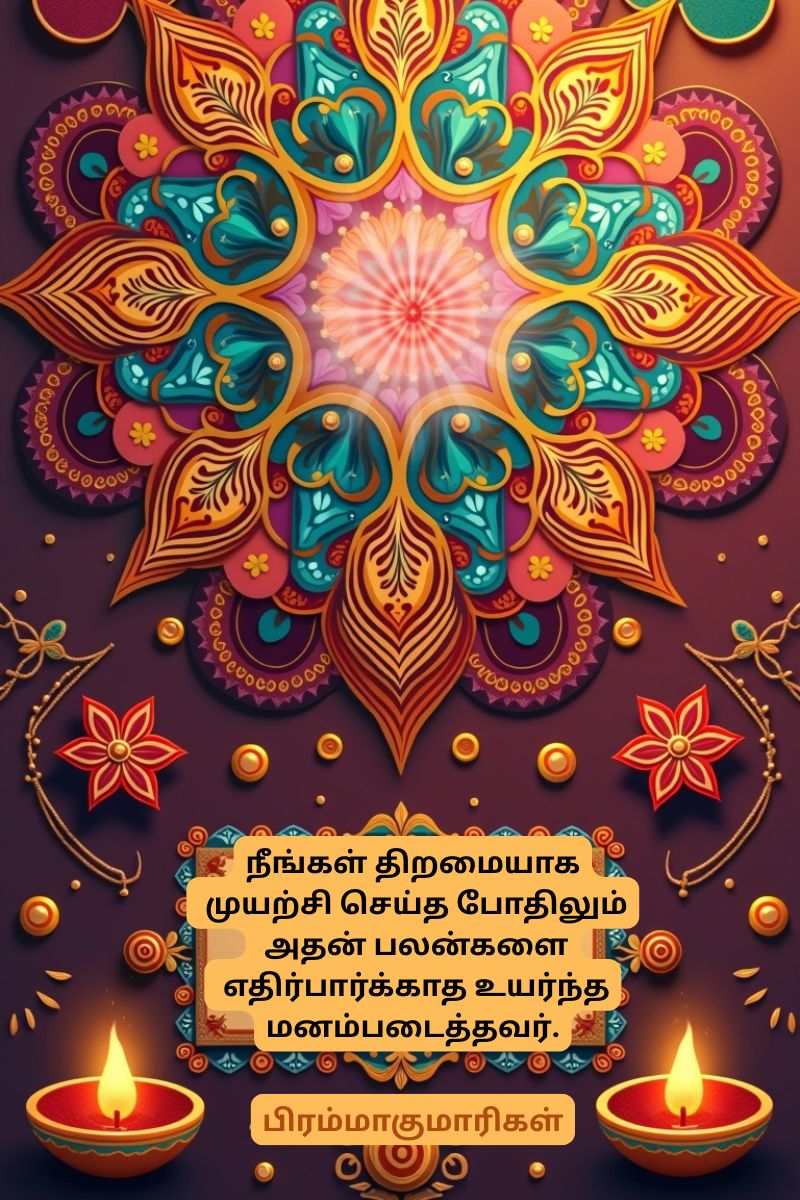 நீங்கள் திறமையாக
முயற்சி செய்த போதிலும்
அதன் பலன்களை
எதிர்பார்க்காத உயர்ந்த
மனம்படைத்தவர்.
பிரம்மாகுமாரிகள்